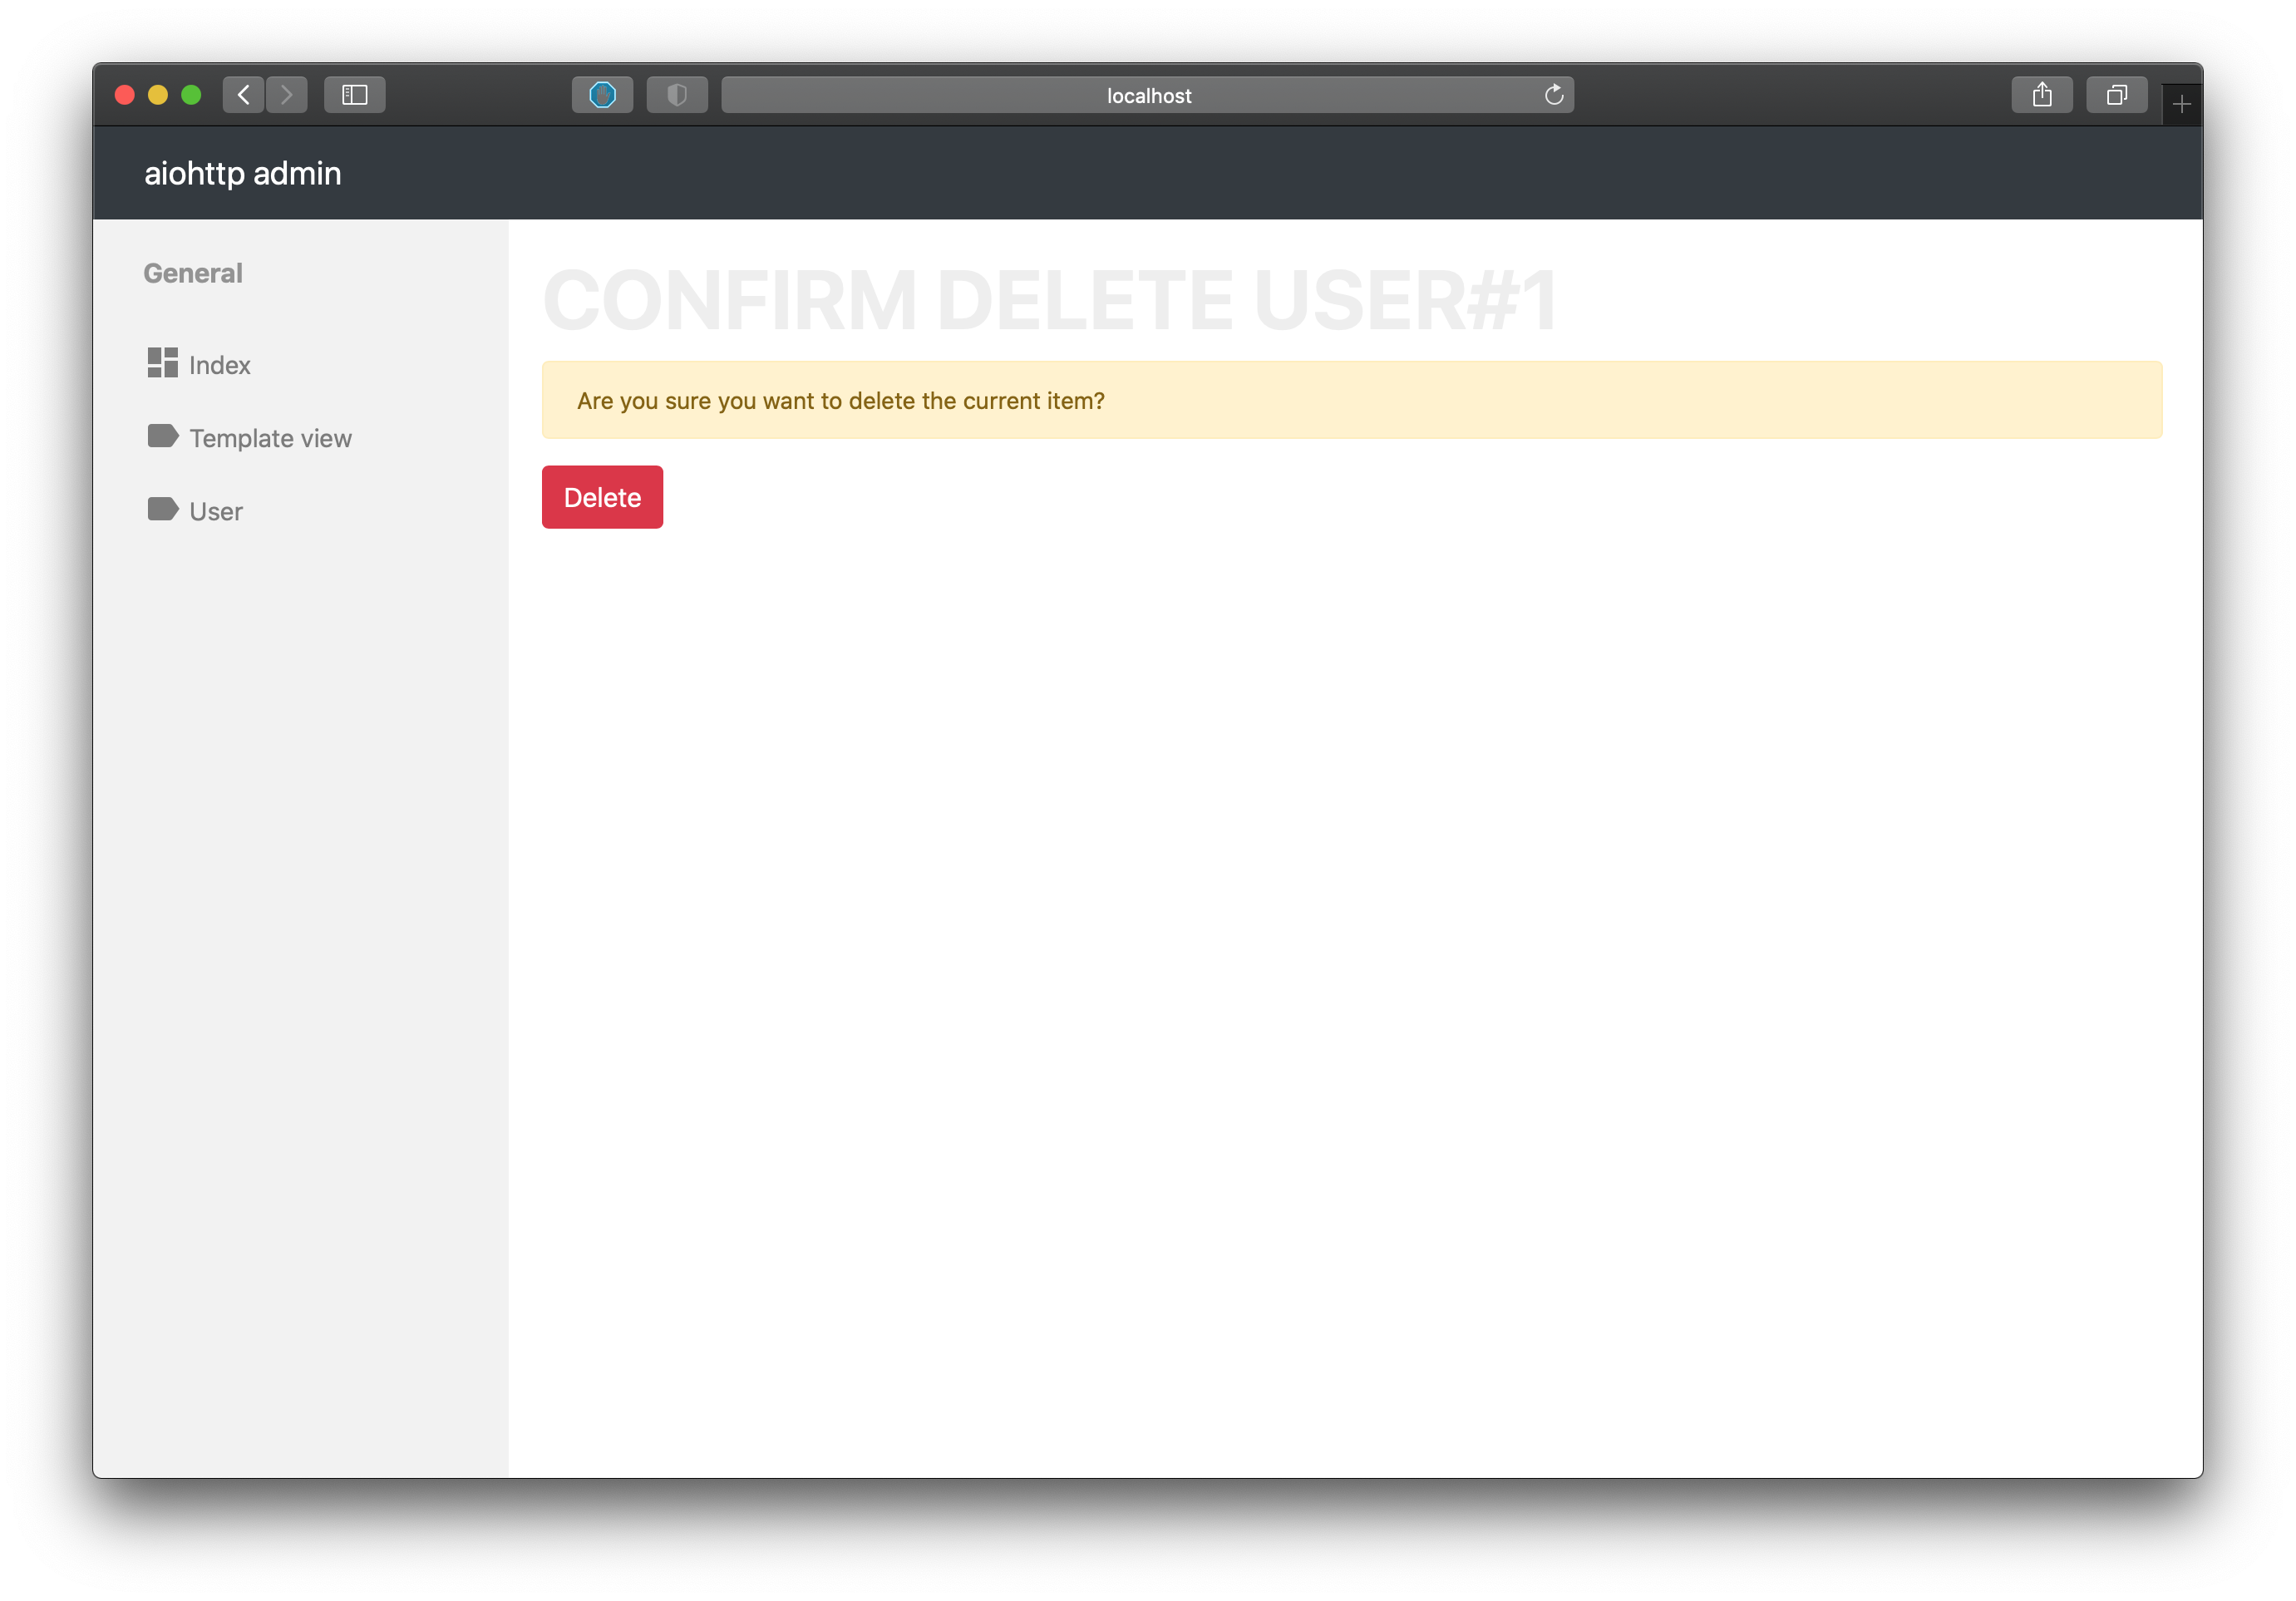 localhost
aiohttp admin
General
Index
Template view
User
CONFIRM DELETE USER#1
Are you sure you want to delete the current item?
Delete